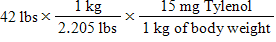 42 lbs × 1 kg / 2.205 lbs × 15 mg Tylenol / 1 kg of body weight